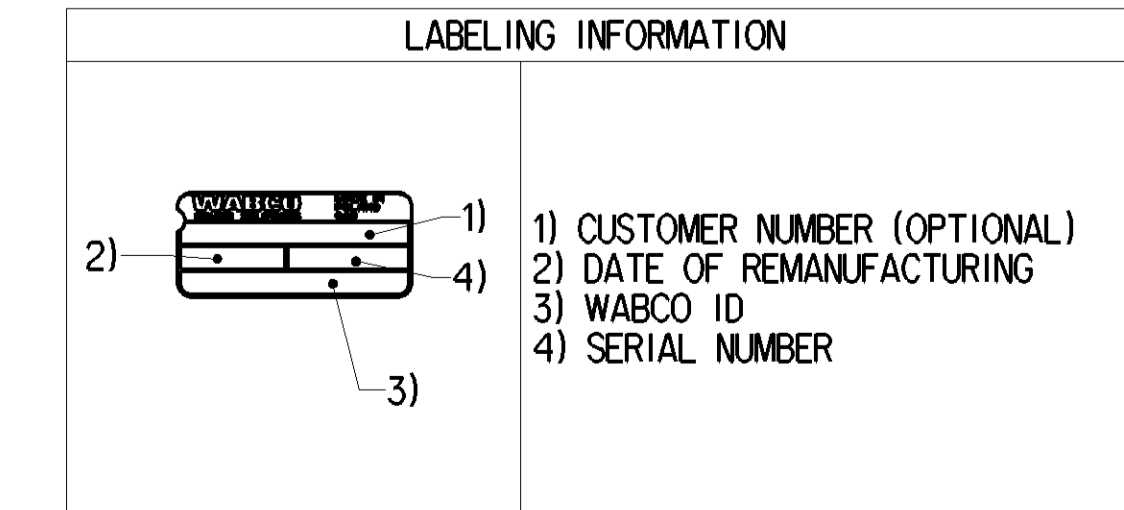 LABELING INFORMATION
WABCO
1)
2)
4)
3)
1) CUSTOMER NUMBER (OPTIONAL)
2) DATE OF REMANUFACTURING
3) WABCO ID
4) SERIAL NUMBER